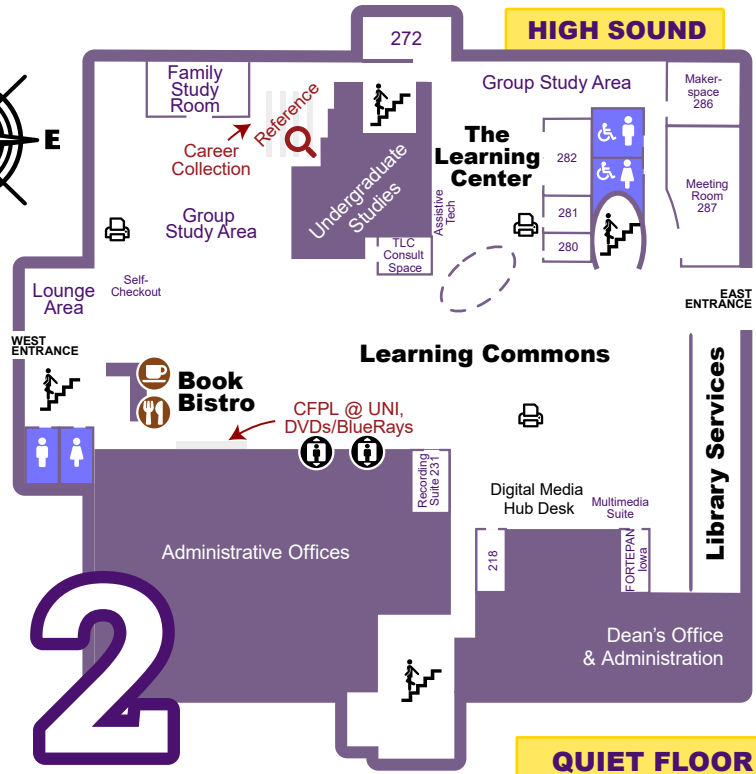 HIGH SOUND
272
Family
Study
Room
Group Study Area
Maker-
space
286
Reference
E
Career
Collection
The
Learning
Center
282
Undergraduate
Studies
Meeting
Room
287
Assistive
Tech
Group
Study Area
281
TLC
Consult
Space
280
Self-
Checkout
Lounge
Area
EAST
ENTRANCE
WEST
ENTRANCE
Learning Commons
Book
Bistro
CFPL @ UNI,
DVDs/BlueRays
Library Services
Recording
Suite 231
Digital Media
Hub Desk
Multimedia
Suite
Administrative Offices
218
FORTEPAN
Iowa
2
Dean's Office
& Administration
QUIET FLOOR